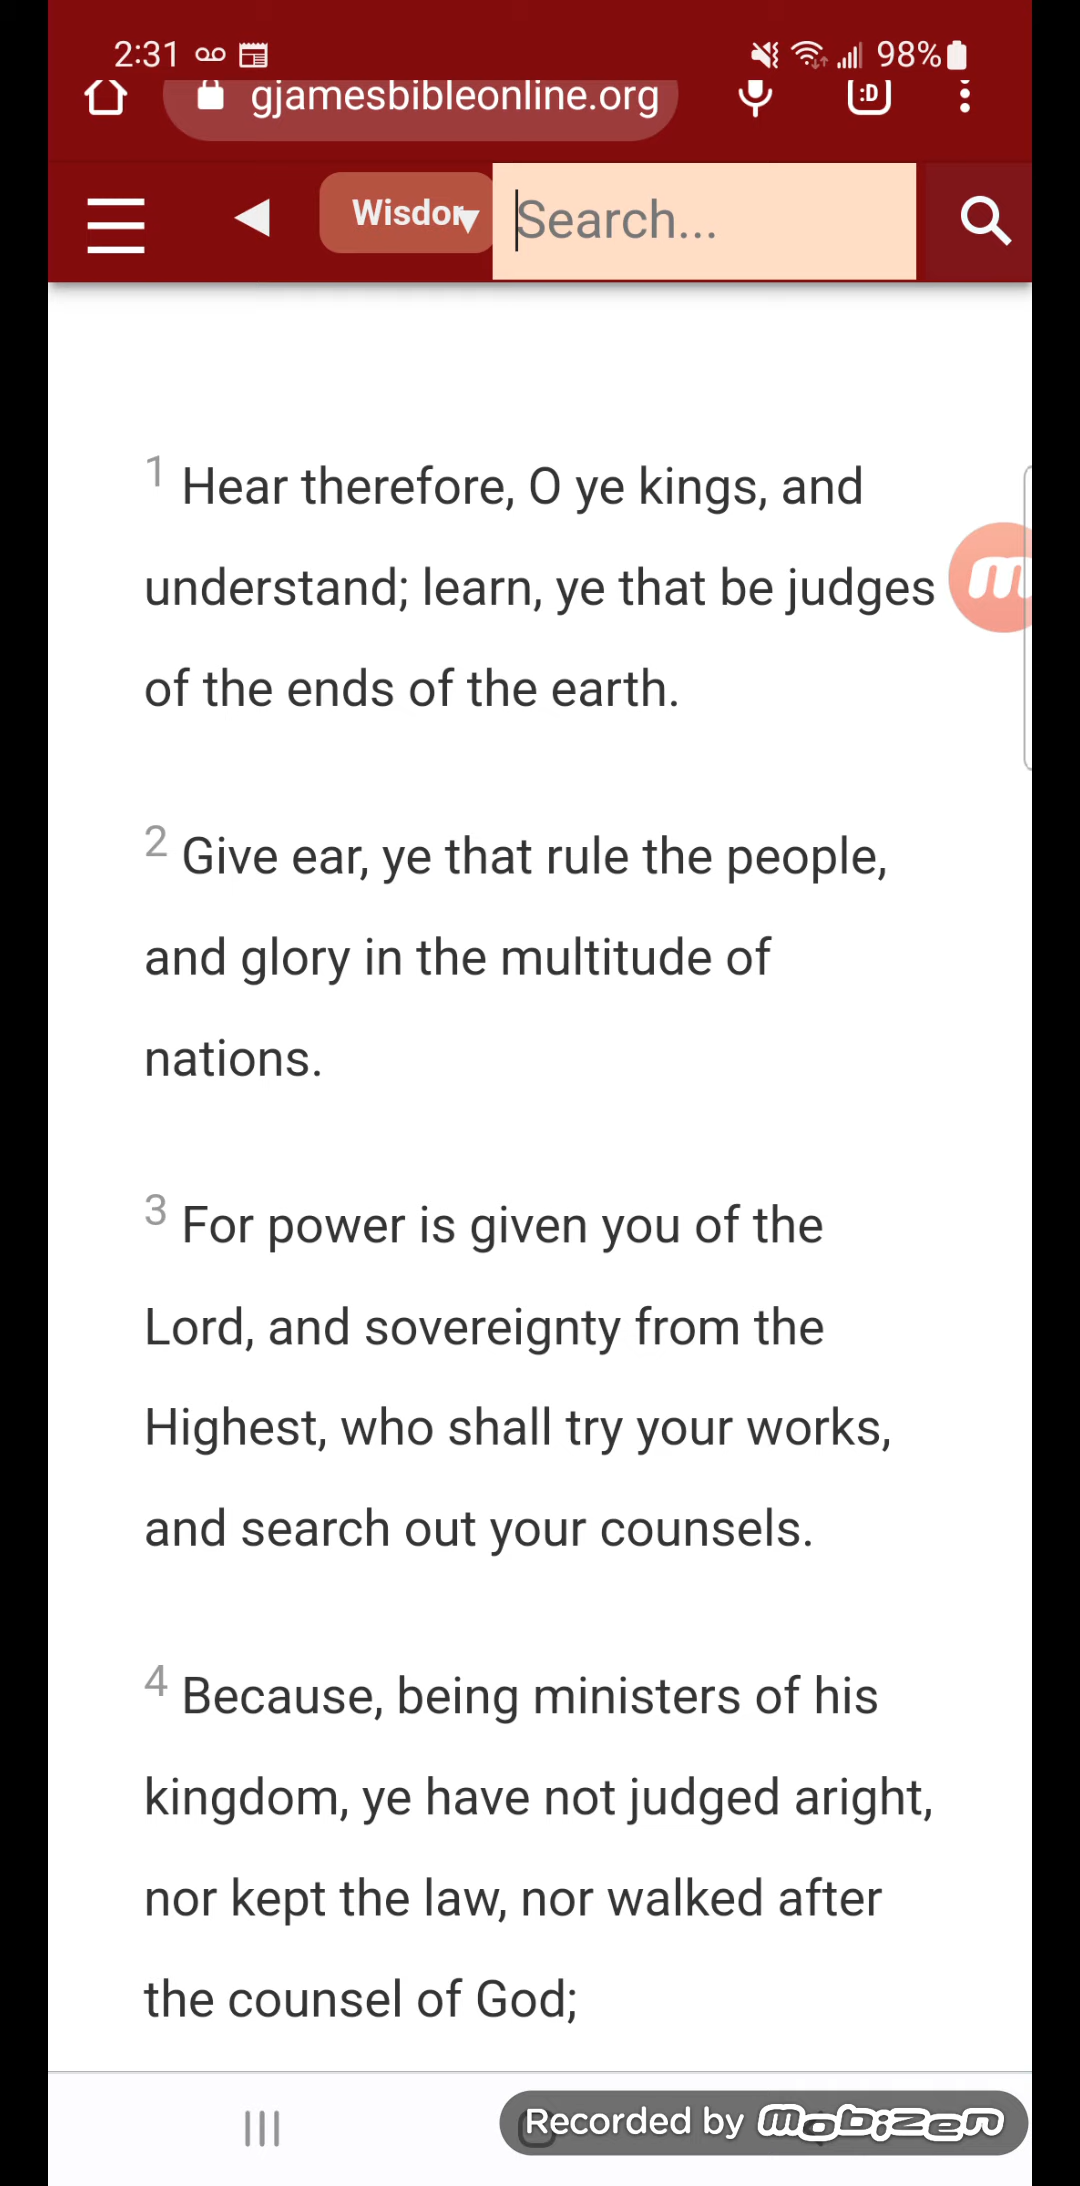 2:31 98%
gjamesbibleonline.org :D
Wisdom Search...
1 Hear therefore, O ye kings, and
understand; learn, ye that be judges
of the ends of the earth.
2 Give ear, ye that rule the people,
and glory in the multitude of
nations.
3 For power is given you of the
Lord, and sovereignty from the
Highest, who shall try your works,
and search out your counsels.
4 Because, being ministers of his
kingdom, ye have not judged aright,
nor kept the law, nor walked after
the counsel of God;
Recorded by mobizen